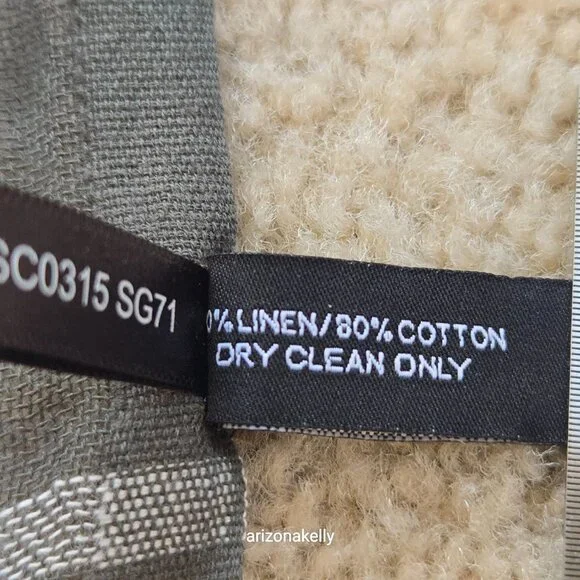 SC0315 SG71
0% LINEN/80% COTTON
DRY CLEAN ONLY
arizonakelly